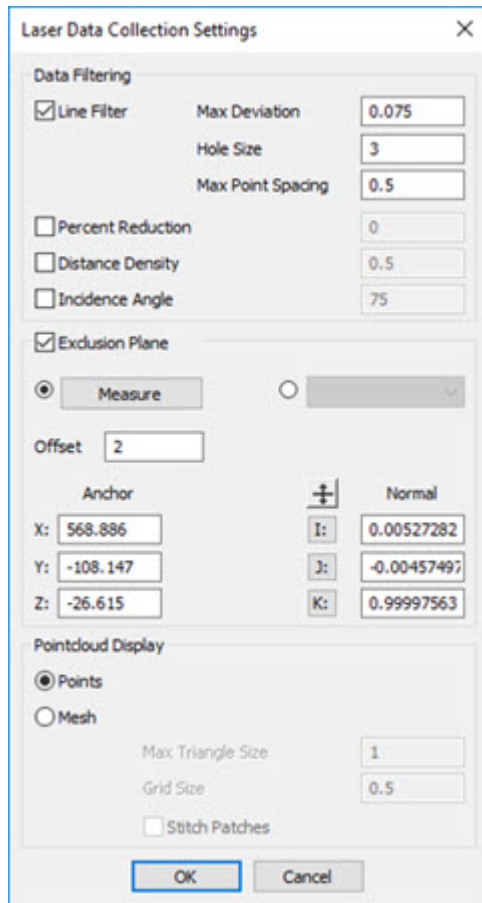 Laser Data Collection Settings
Data Filtering
Line Filter Max Deviation 0.075
Hole Size 3
Max Point Spacing 0.5
Percent Reduction 0
Distance Density 0.5
Incidence Angle 75
Exclusion Plane
Measure
Offset 2
Anchor Normal
X: 568.886 I: 0.00527282
Y: -108.147 J: -0.00457497
Z: -26.615 K: 0.99997563
Pointcloud Display
Points
Mesh
Max Triangle Size 1
Grid Size 0.5
Stitch Patches
OK Cancel